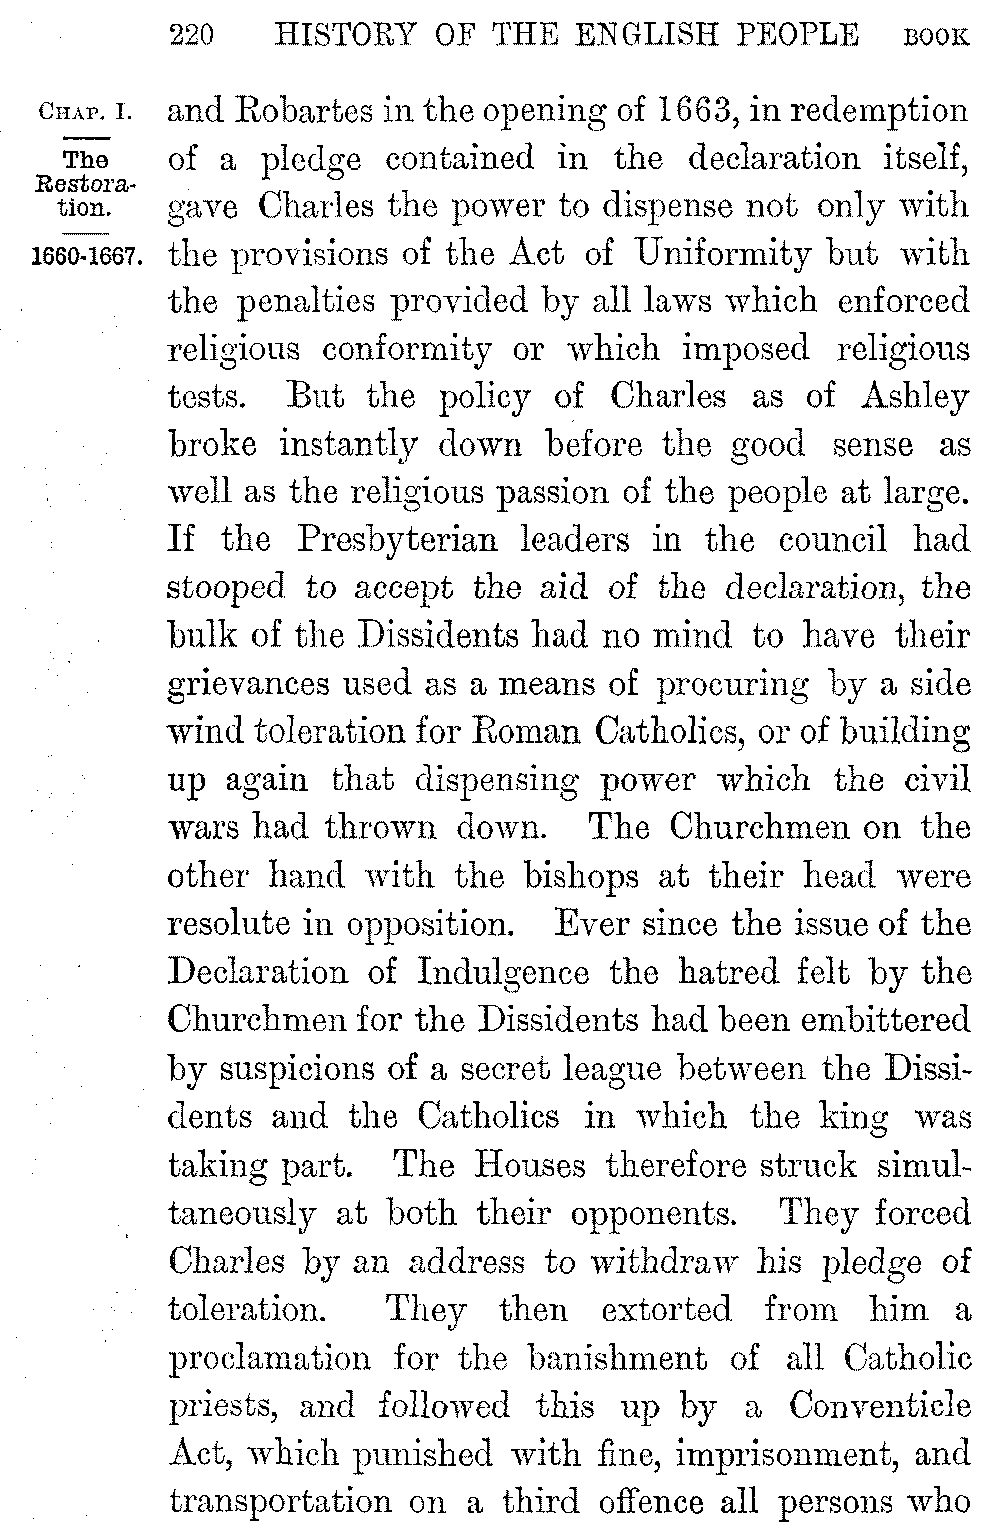 220 HISTORY OF THE ENGLISH PEOPLE BOOK
CHAP. I.
The
Restora-
tion.
1660-1667.
and Robartes in the opening of 1663, in redemption
of a pledge contained in the declaration itself,
gave Charles the power to dispense not only with
the provisions of the Act of Uniformity but with
the penalties provided by all laws which enforced
religious conformity or which imposed religious
tests. But the policy of Charles as of Ashley
broke instantly down before the good sense as
well as the religious passion of the people at large.
If the Presbyterian leaders in the council had
stooped to accept the aid of the declaration, the
bulk of the Dissidents had no mind to have their
grievances used as a means of procuring by a side
wind toleration for Roman Catholics, or of building
up again that dispensing power which the civil
wars had thrown down. The Churchmen on the
other hand with the bishops at their head were
resolute in opposition. Ever since the issue of the
Declaration of Indulgence the hatred felt by the
Churchmen for the Dissidents had been embittered
by suspicions of a secret league between the Dissi-
dents and the Catholics in which the king was
taking part. The Houses therefore struck simul-
taneously at both their opponents. They forced
Charles by an address to withdraw his pledge of
toleration. They then extorted from him a
proclamation for the banishment of all Catholic
priests, and followed this up by a Conventicle
Act, which punished with fine, imprisonment, and
transportation on a third offence all persons who